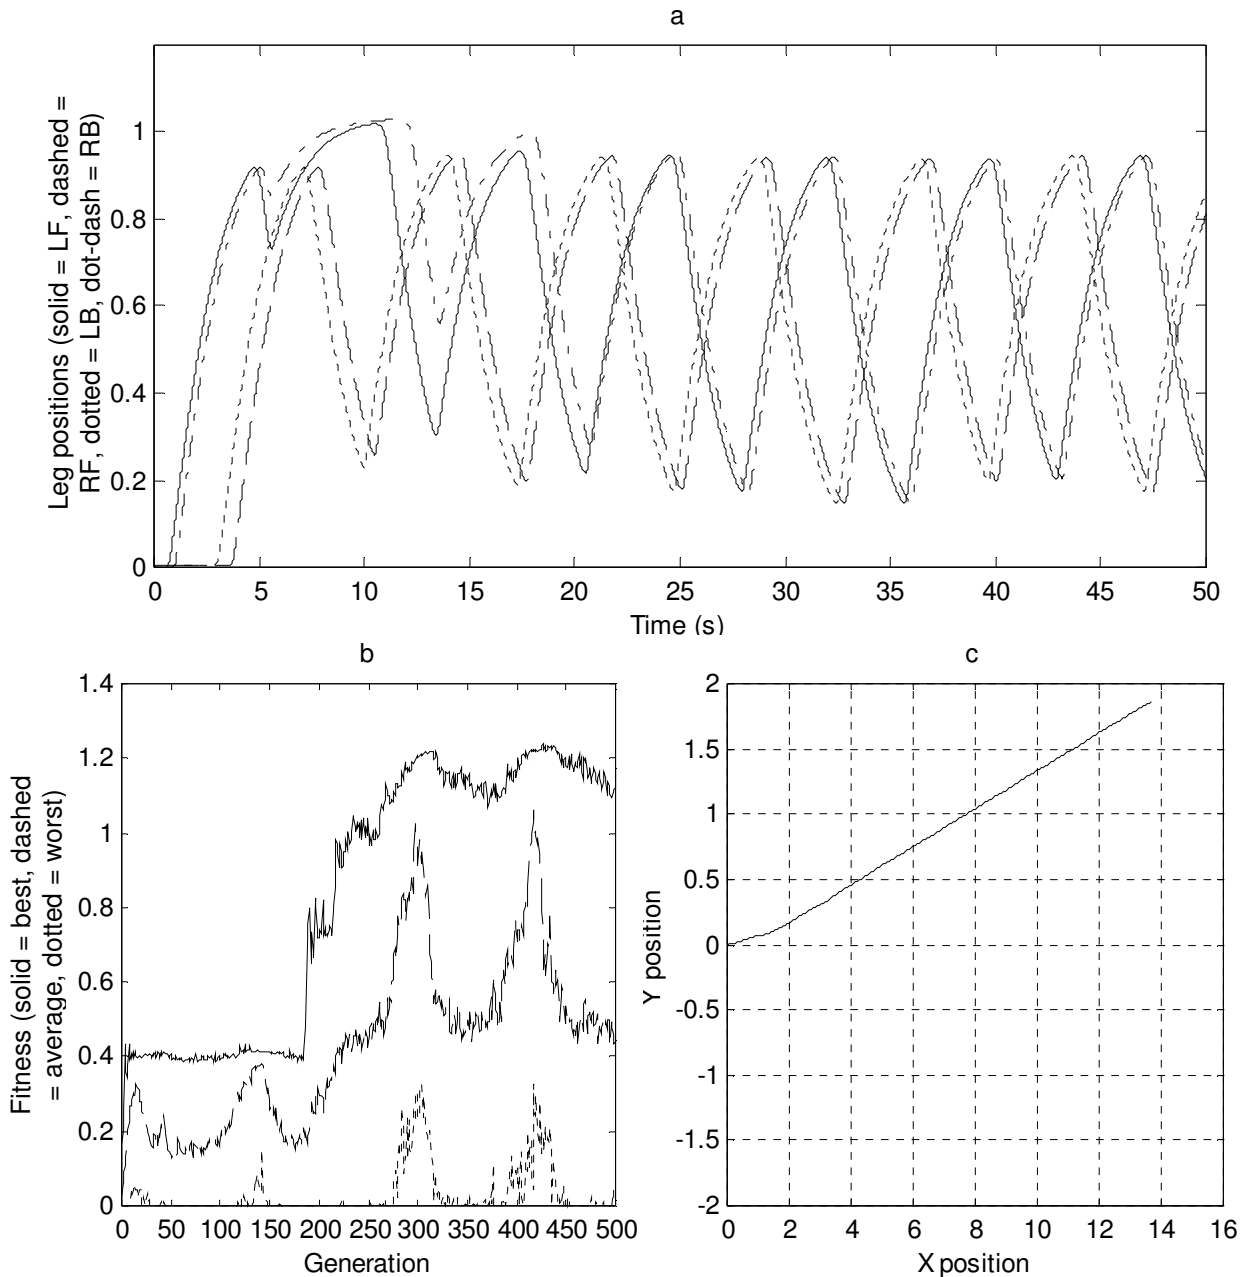 a
Leg positions (solid = LF, dashed =
RF, dotted = LB, dot-dash = RB)
1
0.8
0.6
0.4
0.2
0
0 5 10 15 20 25 30 35 40 45 50
Time (s)
b
Fitness (solid = best, dashed
= average, dotted = worst)
1.4
1.2
1
0.8
0.6
0.4
0.2
0
0 50 100 150 200 250 300 350 400 450 500
Generation
c
Y position
2
1.5
1
0.5
0
-0.5
-1
-1.5
-2
0 2 4 6 8 10 12 14 16
X position